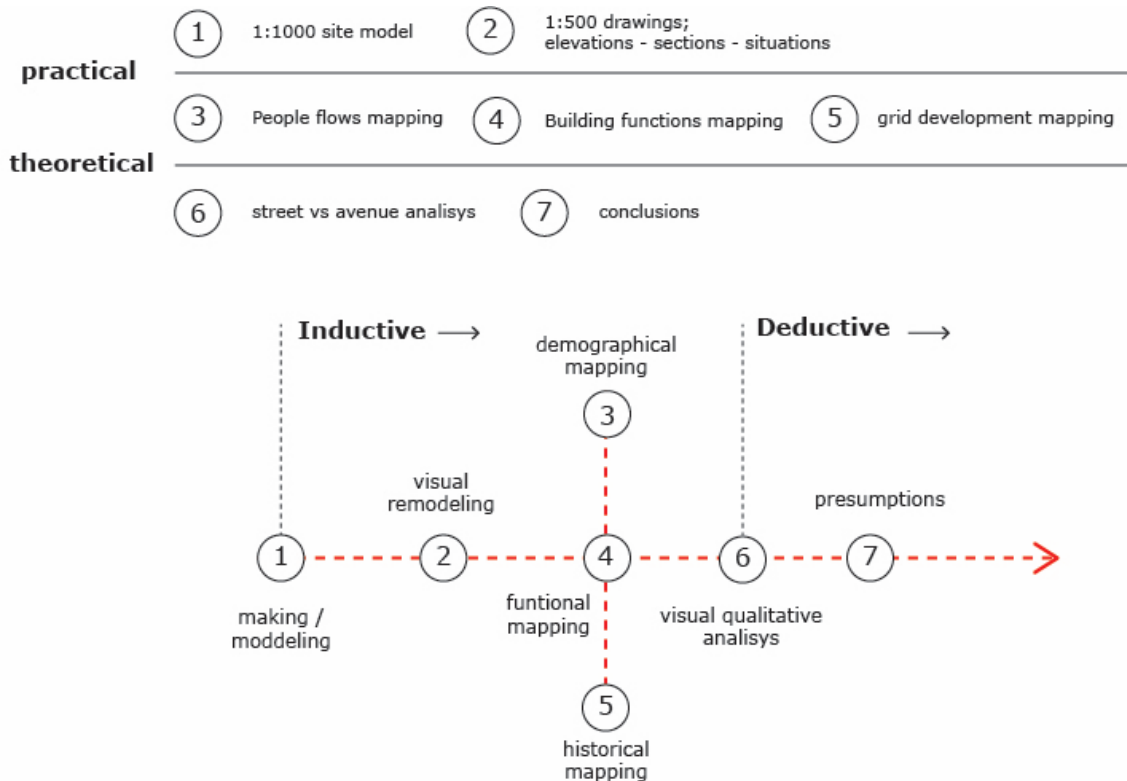 1 1:1000 site model
2 1:500 drawings;
elevations - sections - situations
practical
3 People flows mapping
4 Building functions mapping
5 grid development mapping
theoretical
6 street vs avenue analisys
7 conclusions
Inductive →
Deductive →
demographical
mapping
3
visual
remodeling
presumptions
1
2
4
6
7
making /
moddeling
funtional
mapping
visual qualitative
analisys
5
historical
mapping